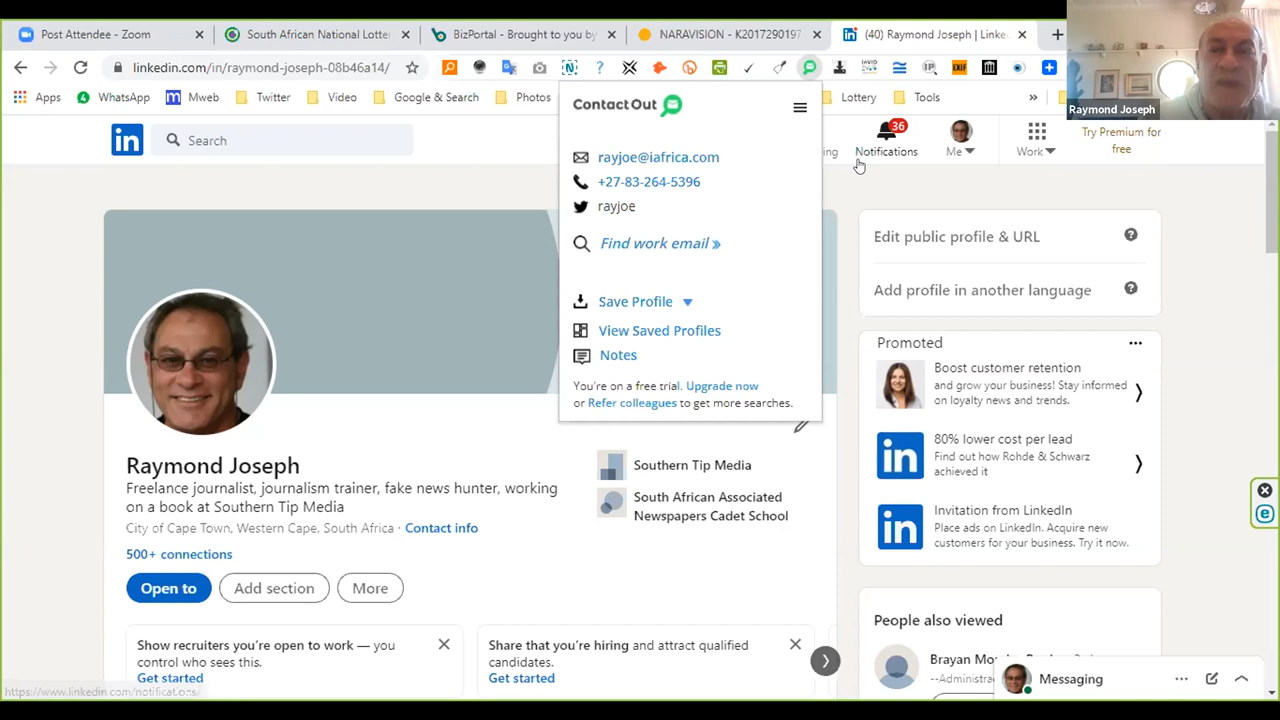 Post Attendee - Zoom
South African National Lotte
BizPortal - Brought to you by
NARAVISION - K2017290197
(40) Raymond Joseph | Linke
linkedin.com/in/raymond-joseph-08b46a14/
Raymond Joseph
Apps
WhatsApp
Mweb
Twitter
Video
Google & Search
Photos
Lottery
Tools
Search
ContactOut
36
ing
Notifications
Me
Work
Try Premium for
free
rayjoe@iafrica.com
+27-83-264-5396
rayjoe
Find work email
Save Profile
View Saved Profiles
Notes
You're on a free trial. Upgrade now
or Refer colleagues to get more searches.
Edit public profile & URL
Add profile in another language
Promoted
Boost customer retention
and grow your business! Stay informed
on loyalty news and trends.
80% lower cost per lead
Find out how Rohde & Schwarz
achieved it
Invitation from LinkedIn
Place ads on LinkedIn. Acquire new
customers for your business. Try it now.
Raymond Joseph
Freelance journalist, journalism trainer, fake news hunter, working
on a book at Southern Tip Media
City of Cape Town, Western Cape, South Africa · Contact info
500+ connections
Southern Tip Media
South African Associated
Newspapers Cadet School
Open to
Add section
More
Show recruiters you're open to work — you
control who sees this.
Get started
Share that you're hiring and attract qualified
candidates.
Get started
People also viewed
--Administra
Messaging
https://www.linkedin.com/notifications